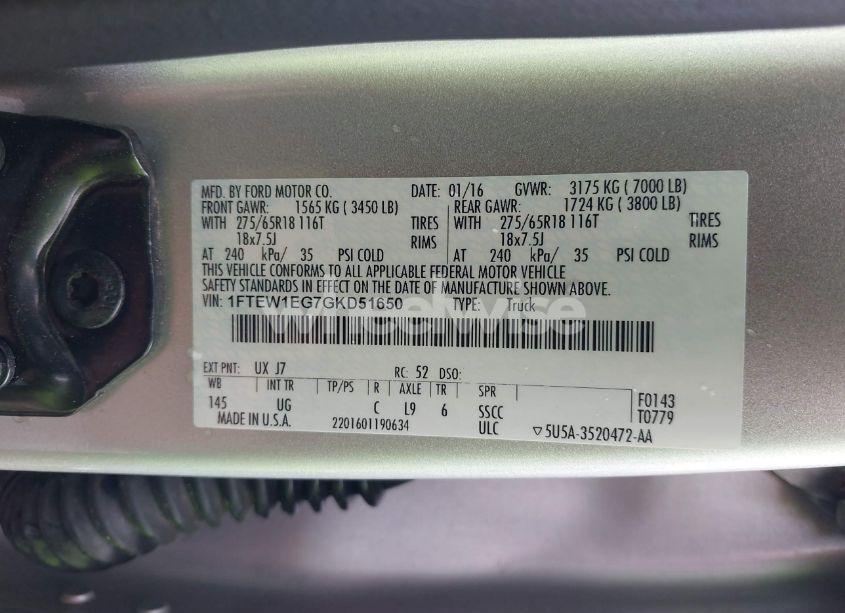 MFD. BY FORD MOTOR CO. DATE: 01/16 GVWR: 3175 KG ( 7000 LB)
FRONT GAWR: 1565 KG ( 3450 LB) REAR GAWR: 1724 KG ( 3800 LB)
WITH 275/65R18 116T TIRES WITH 275/65R18 116T TIRES
18x7.5J RIMS 18x7.5J RIMS
AT 240 kPa/ 35 PSI COLD AT 240 kPa/ 35 PSI COLD
THIS VEHICLE CONFORMS TO ALL APPLICABLE FEDERAL MOTOR VEHICLE
SAFETY STANDARDS IN EFFECT ON THE DATE OF MANUFACTURE SHOWN ABOVE.
VIN: 1FTEW1EG7GKD51650 TYPE: Truck
wheelwise
EXT PNT: UX J7 RC: 52 DSO:
WB INT TR TP/PS R AXLE TR SPR F0143
145 UG C L9 6 SSCC T0779
MADE IN U.S.A. 2201601190634 ULC ▽5U5A-3520472-AA